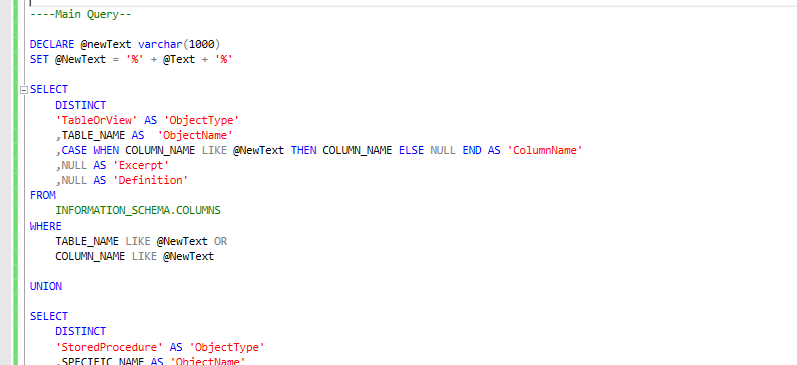 ----Main Query--
DECLARE @newText varchar(1000)
SET @NewText = '%' + @Text + '%'
SELECT
DISTINCT
'TableOrView' AS 'ObjectType'
,TABLE_NAME AS 'ObjectName'
,CASE WHEN COLUMN_NAME LIKE @NewText THEN COLUMN_NAME ELSE NULL END AS 'ColumnName'
,NULL AS 'Excerpt'
,NULL AS 'Definition'
FROM
INFORMATION_SCHEMA.COLUMNS
WHERE
TABLE_NAME LIKE @NewText OR
COLUMN_NAME LIKE @NewText
UNION
SELECT
DISTINCT
'StoredProcedure' AS 'ObjectType'
,SPECIFIC_NAME AS 'ObjectName'